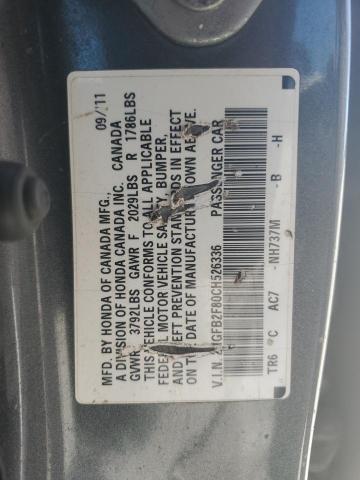 MFD. BY HONDA OF CANADA MFG., 09/11
A DIVISION OF HONDA CANADA INC. CANADA
GVWR 3792LBS GAWR F 2029LBS R 1786LBS
THIS VEHICLE CONFORMS TO ALL APPLICABLE
FEDERAL MOTOR VEHICLE SAFETY, BUMPER,
AND THEFT PREVENTION STANDARDS IN EFFECT
ON THE DATE OF MANUFACTURE SHOWN ABOVE.
V.I.N. 2HGFB2F80CH526336 PASSENGER CAR
TR6 C AC7 -NH737M -B -H